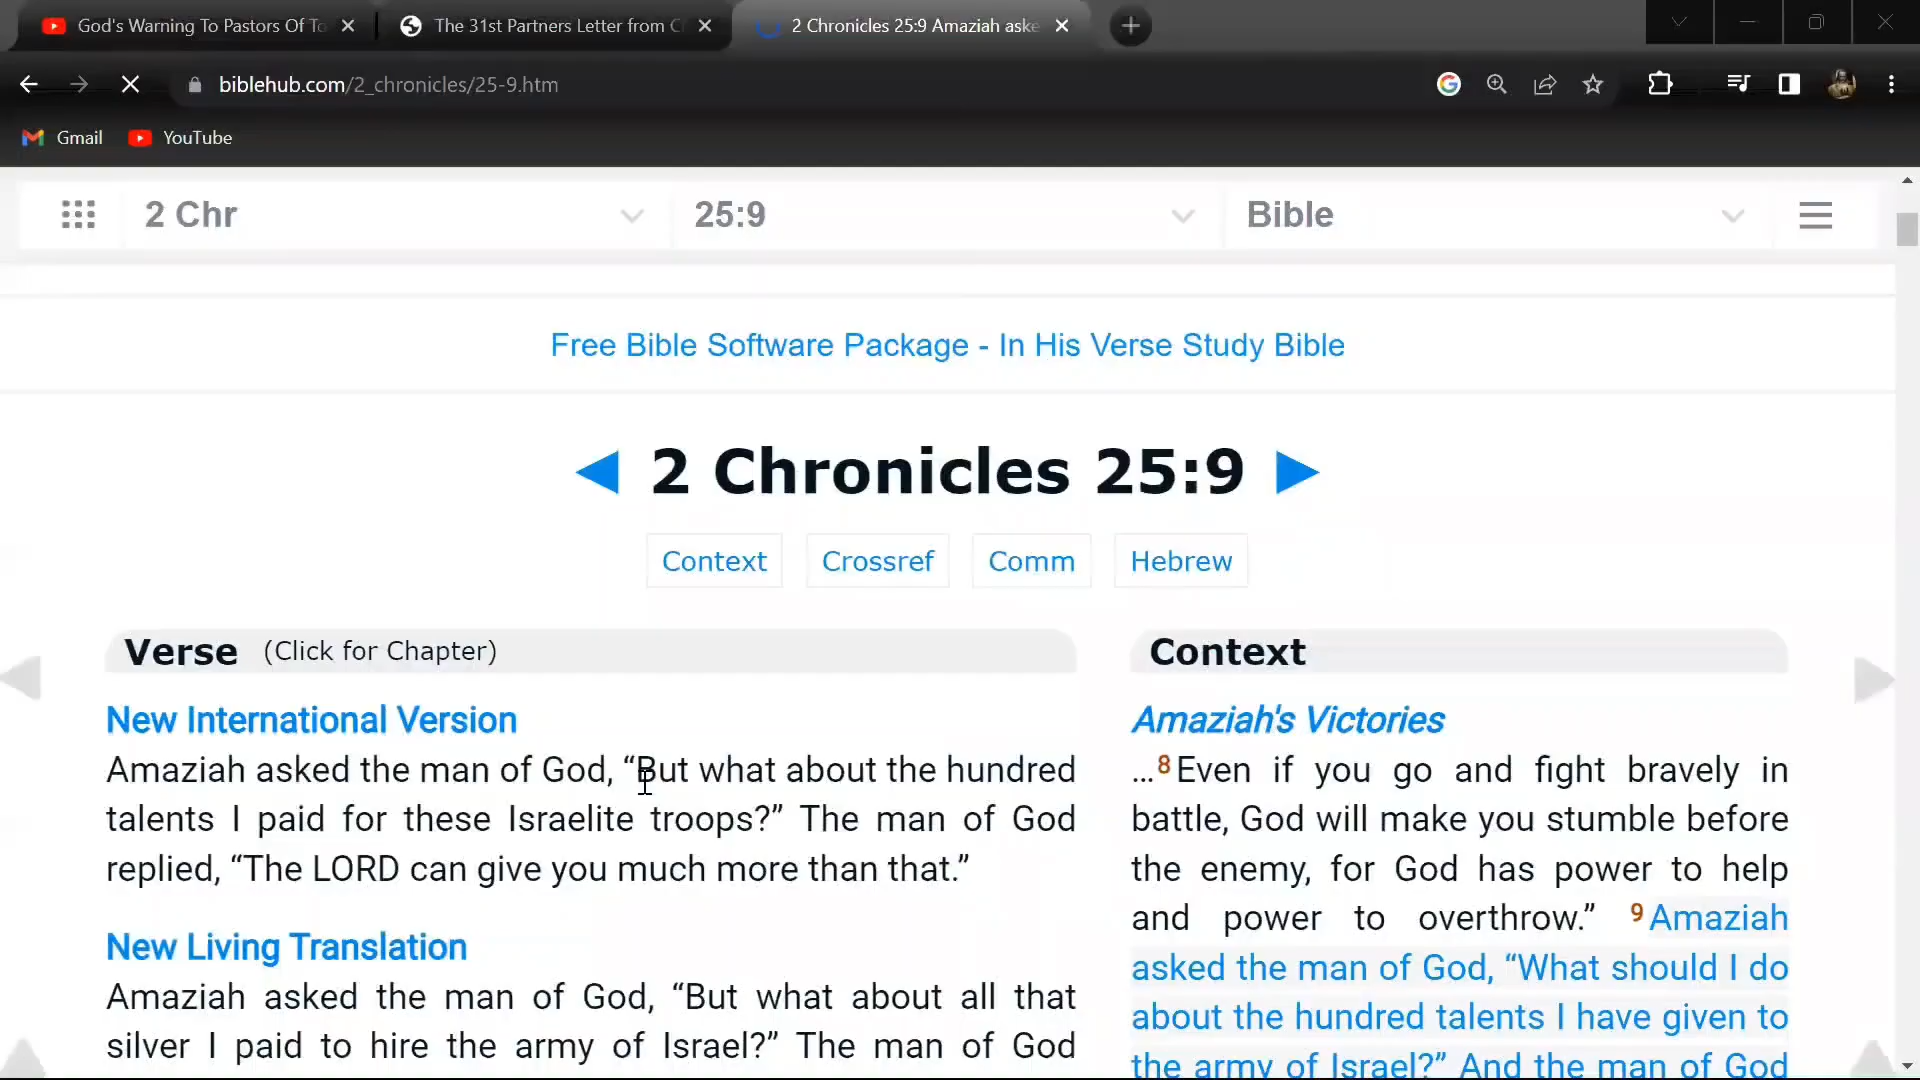 God's Warning To Pastors Of To
The 31st Partners Letter from C
2 Chronicles 25:9 Amaziah aske
biblehub.com/2_chronicles/25-9.htm
Gmail
YouTube
2 Chr
25:9
Bible
Free Bible Software Package - In His Verse Study Bible
2 Chronicles 25:9
Context
Crossref
Comm
Hebrew
Verse (Click for Chapter)
New International Version
Amaziah asked the man of God, “But what about the hundred
talents I paid for these Israelite troops?” The man of God
replied, “The LORD can give you much more than that.”
New Living Translation
Amaziah asked the man of God, “But what about all that
silver I paid to hire the army of Israel?” The man of God
Context
Amaziah's Victories
…8Even if you go and fight bravely in
battle, God will make you stumble before
the enemy, for God has power to help
and power to overthrow.” 9Amaziah
asked the man of God, “What should I do
about the hundred talents I have given to
the army of Israel?” And the man of God